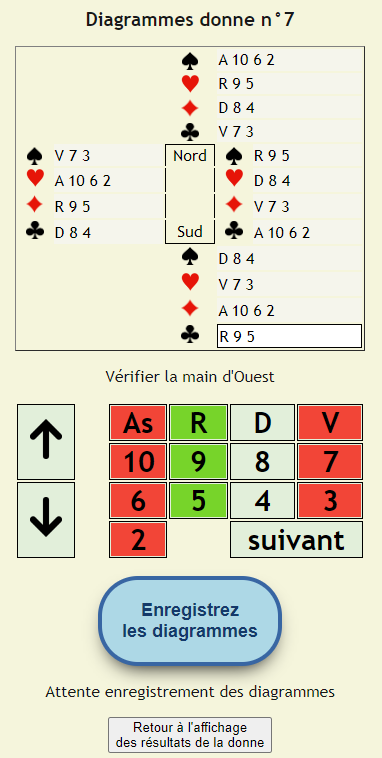 Diagrammes donne n°7
♠ A 10 6 2
♥ R 9 5
♦ D 8 4
♣ V 7 3
♠ V 7 3 Nord ♠ R 9 5
♥ A 10 6 2 ♥ D 8 4
♦ R 9 5 ♦ V 7 3
♣ D 8 4 Sud ♣ A 10 6 2
♠ D 8 4
♥ V 7 3
♦ A 10 6 2
♣ R 9 5
Vérifier la main d'Ouest
As R D V
10 9 8 7
6 5 4 3
2 suivant
Enregistrez
les diagrammes
Attente enregistrement des diagrammes
Retour à l'affichage
des résultats de la donne